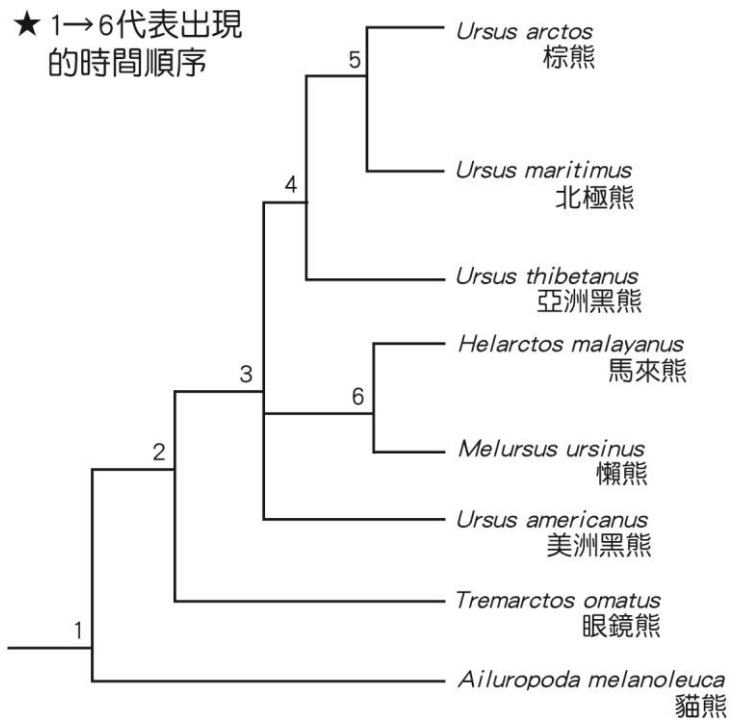 ★ 1→6代表出現
的時間順序
Ursus arctos
棕熊
5
Ursus maritimus
北極熊
4
Ursus thibetanus
亞洲黑熊
Helarctos malayanus
馬來熊
3
6
Melursus ursinus
懶熊
2
Ursus americanus
美洲黑熊
Tremarctos omatus
眼鏡熊
1
Ailuropoda melanoleuca
貓熊